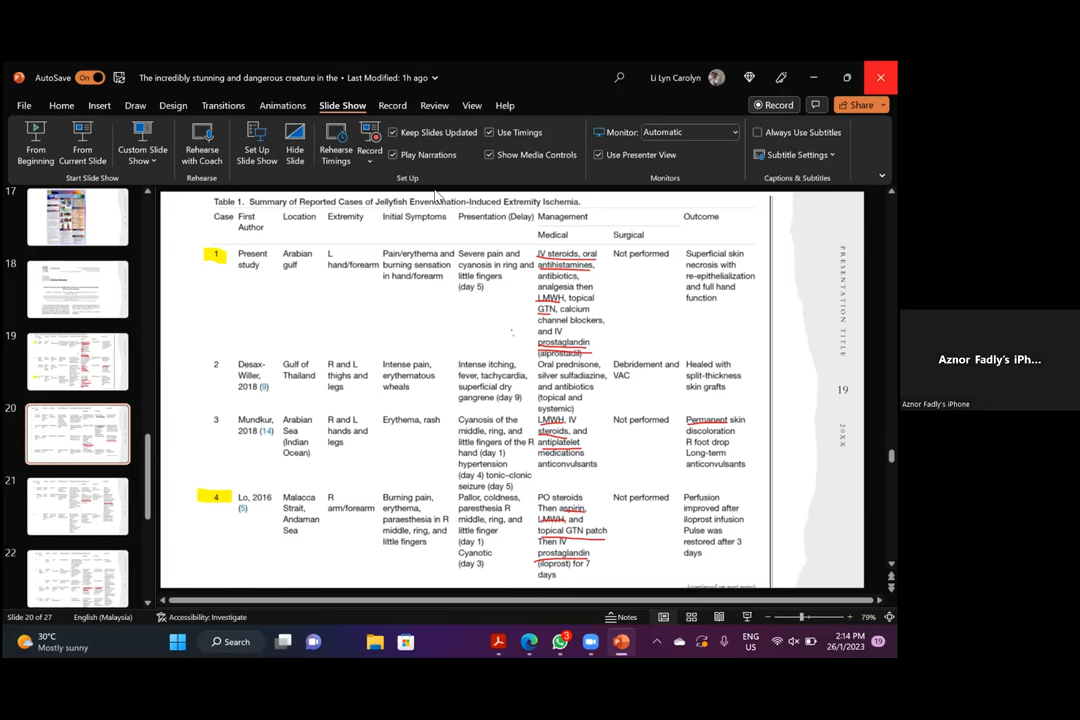 AutoSave On The incredibly stunning and dangerous creature in the • Last Modified: 1h ago Li Lyn Carolyn
File Home Insert Draw Design Transitions Animations Slide Show Record Review View Help Record Share
From Beginning
From Current Slide
Custom Slide Show
Rehearse with Coach
Set Up Slide Show
Hide Slide
Rehearse Timings
Record
Keep Slides Updated
Play Narrations
Use Timings
Show Media Controls
Monitor: Automatic
Use Presenter View
Always Use Subtitles
Subtitle Settings
Start Slide Show Rehearse Set Up Monitors Captions & Subtitles
17
18
19
20
21
22
Table 1. Summary of Reported Cases of Jellyfish Envenomation-Induced Extremity Ischemia.
Case First Author Location Extremity Initial Symptoms Presentation (Delay) Management Outcome
Medical Surgical
1 Present study
Arabian gulf
L hand/forearm
Pain/erythema and burning sensation in hand/forearm
Severe pain and cyanosis in ring and little fingers (day 5)
IV steroids, oral antihistamines, antibiotics, analgesia then LMWH, topical GTN, calcium channel blockers, and IV prostaglandin (alprostadil)
Not performed
Superficial skin necrosis with re-epithelialization and full hand function
2 Desax-Willer, 2018 (9)
Gulf of Thailand
R and L thighs and legs
Intense pain, erythematous wheals
Intense itching, fever, tachycardia, superficial dry gangrene (day 9)
Oral prednisone, silver sulfadiazine, and antibiotics (topical and systemic)
Debridement and VAC
Healed with split-thickness skin grafts
3 Mundkur, 2018 (14)
Arabian Sea (Indian Ocean)
R and L hands and legs
Erythema, rash
Cyanosis of the middle, ring, and little fingers of the R hand (day 1) hypertension (day 4) tonic–clonic seizure (day 5)
LMWH, IV steroids, and antiplatelet medications anticonvulsants
Not performed
Permanent skin discoloration R foot drop Long-term anticonvulsants
4 Lo, 2016 (5)
Malacca Strait, Andaman Sea
R arm/forearm
Burning pain, erythema, paraesthesia in R middle, ring, and little fingers
Pallor, coldness, paresthesia R middle, ring, and little finger (day 1) Cyanotic (day 3)
PO steroids Then aspirin, LMWH, and topical GTN patch Then IV prostaglandin (iloprost) for 7 days
Not performed
Perfusion improved after iloprost infusion Pulse was restored after 3 days
PRESENTATION TITLE
19
20XX
Aznor Fadly's iPh...
Aznor Fadly's iPhone
Slide 20 of 27 English (Malaysia) Accessibility: Investigate Notes 79%
30°C
Mostly sunny
Search
3
ENG
US
2:14 PM
26/1/2023
19